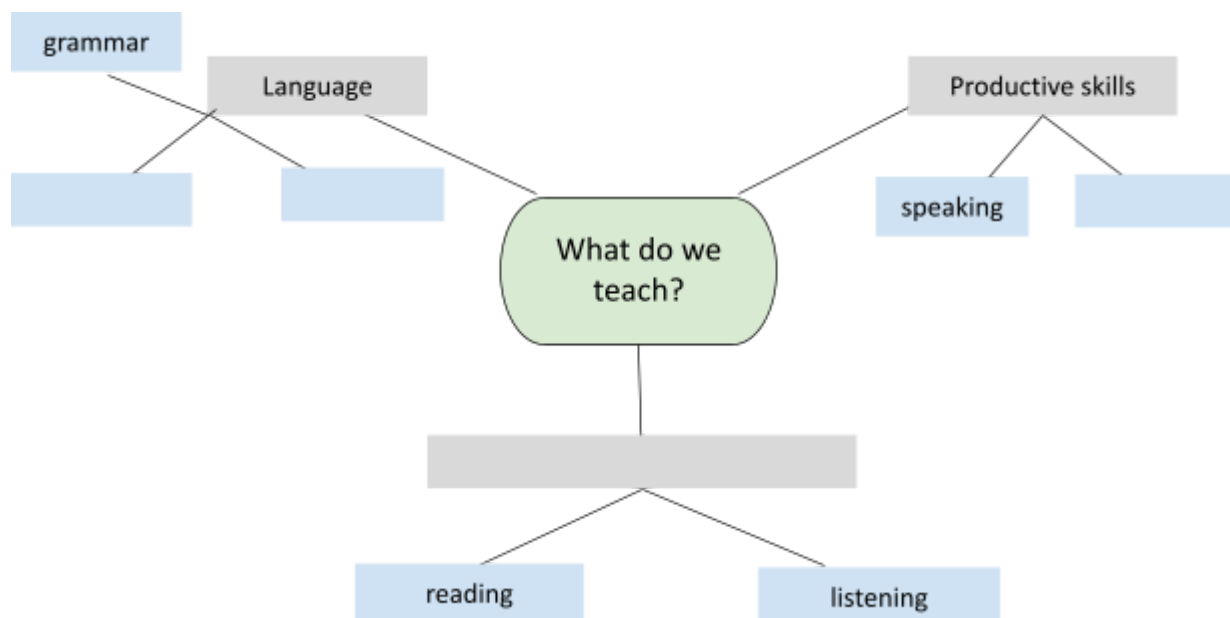 grammar
Language
Productive skills
speaking
What do we
teach?
reading
listening